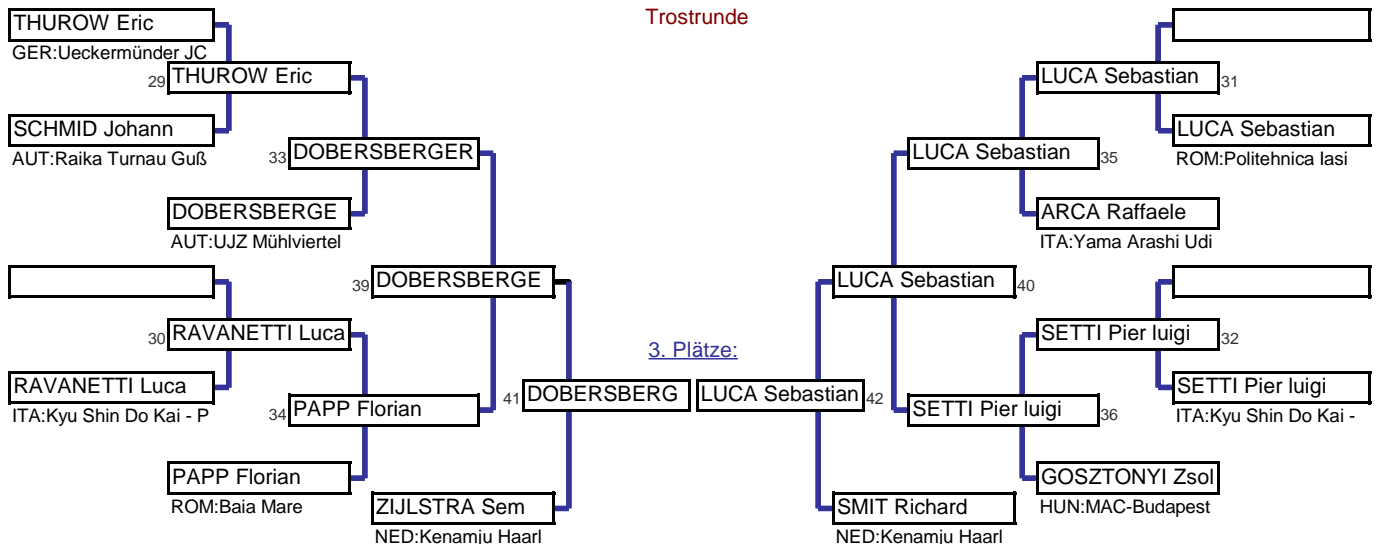 Trostrunde
THUROW Eric
GER:Ueckermünder JC
29
THUROW Eric
SCHMID Johann
AUT:Raika Turnau Guß
33
DOBERSBERGER
DOBERSBERGE
AUT:UJZ Mühlviertel
39
DOBERSBERGE
30
RAVANETTI Luca
RAVANETTI Luca
ITA:Kyu Shin Do Kai - P
34
PAPP Florian
PAPP Florian
ROM:Baia Mare
41
DOBERSBERG
ZIJLSTRA Sem
NED:Kenamju Haarl
3. Plätze:
LUCA Sebastian
31
LUCA Sebastian
ROM:Politehnica Iasi
LUCA Sebastian
35
ARCA Raffaele
ITA:Yama Arashi Udi
LUCA Sebastian
40
SETTI Pier luigi
32
SETTI Pier luigi
ITA:Kyu Shin Do Kai -
LUCA Sebastian
42
SETTI Pier luigi
36
GOSZTONYI Zsol
HUN:MAC-Budapest
SMIT Richard
NED:Kenamju Haarl